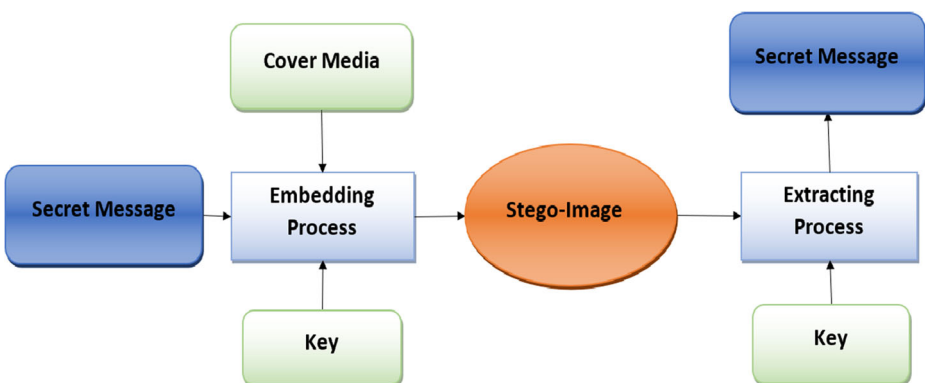 Cover Media
Secret Message
Secret Message
Embedding
Process
Stego-Image
Extracting
Process
Key
Key